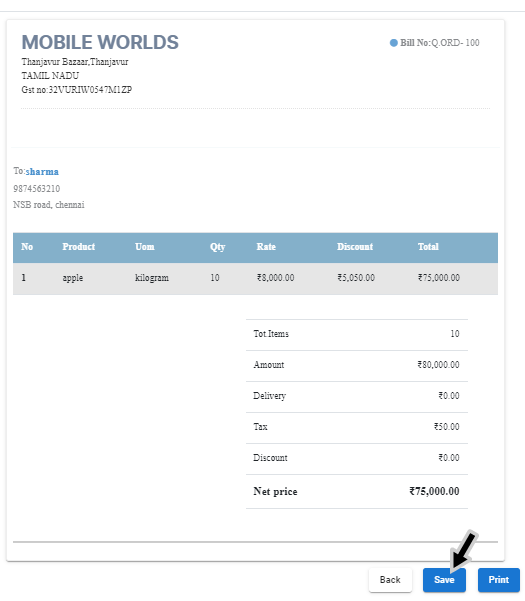 MOBILE WORLDS
Bill No:Q.ORD- 100
Thanjavur Bazaar,Thanjavur
TAMIL NADU
Gst no:32VURIW0547M1ZP
To:sharma
9874563210
NSB road, chennai
No Product Uom Qty Rate Discount Total
1 apple kilogram 10 ₹8,000.00 ₹5,050.00 ₹75,000.00
Tot.Items 10
Amount ₹80,000.00
Delivery ₹0.00
Tax ₹50.00
Discount ₹0.00
Net price ₹75,000.00
Back Save Print